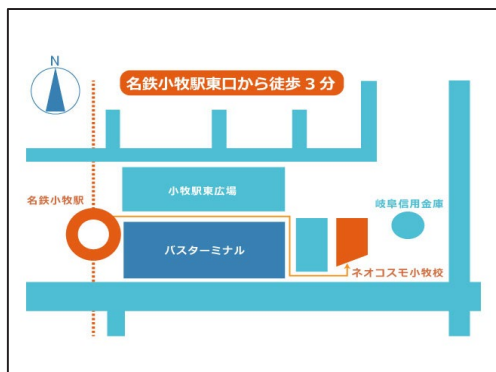 N
名鉄小牧駅東口から徒歩3分
小牧駅東広場
名鉄小牧駅
岐阜信用金庫
バスターミナル
ネオコスモ小牧校